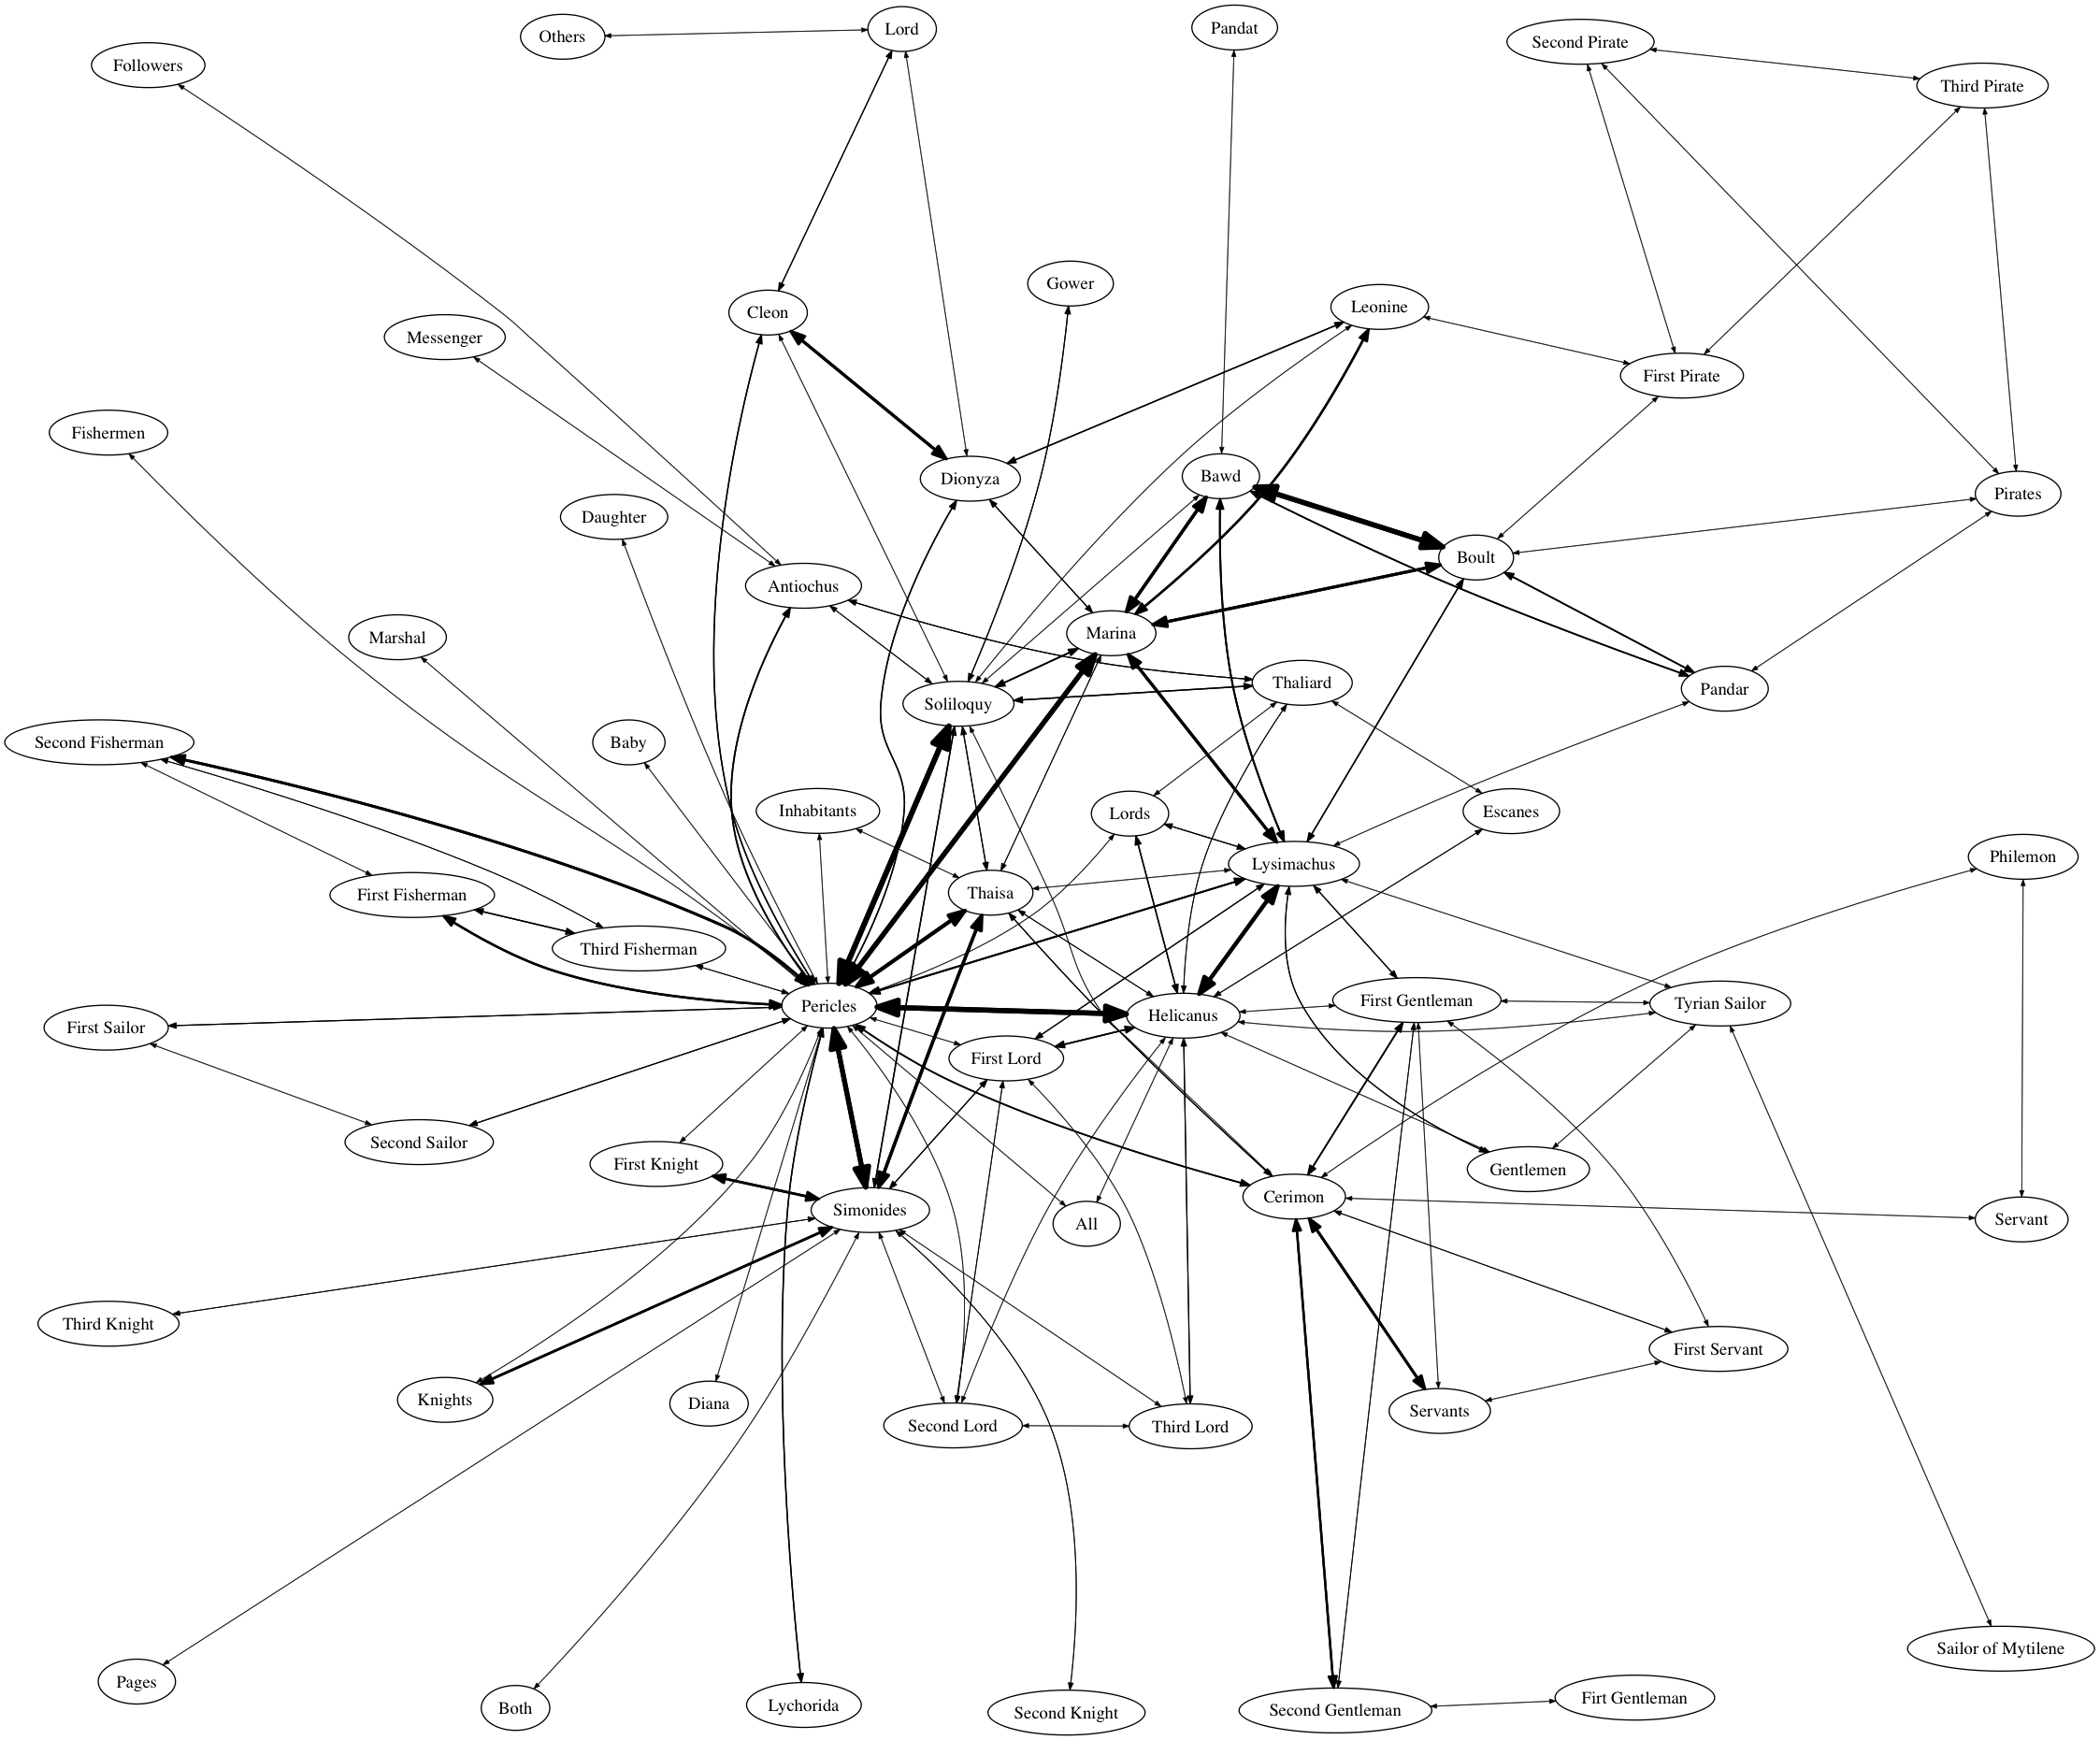 Lord
Others
Pandat
Second Pirate
Followers
Third Pirate
Gower
Leonine
Cleon
Messenger
First Pirate
Fishermen
Bawd
Dionyza
Pirates
Daughter
Boult
Antiochus
Marina
Marshal
Thaliard
Pandar
Soliloquy
Second Fisherman
Baby
Inhabitants
Lords
Escanes
Philemon
Lysimachus
Thaisa
First Fisherman
Third Fisherman
First Gentleman
Tyrian Sailor
Pericles
Helicanus
First Sailor
First Lord
Second Sailor
First Knight
Gentlemen
Cerimon
Simonides
All
Servant
Third Knight
First Servant
Knights
Diana
Servants
Second Lord
Third Lord
Sailor of Mytilene
Pages
Firt Gentleman
Lychorida
Both
Second Gentleman
Second Knight